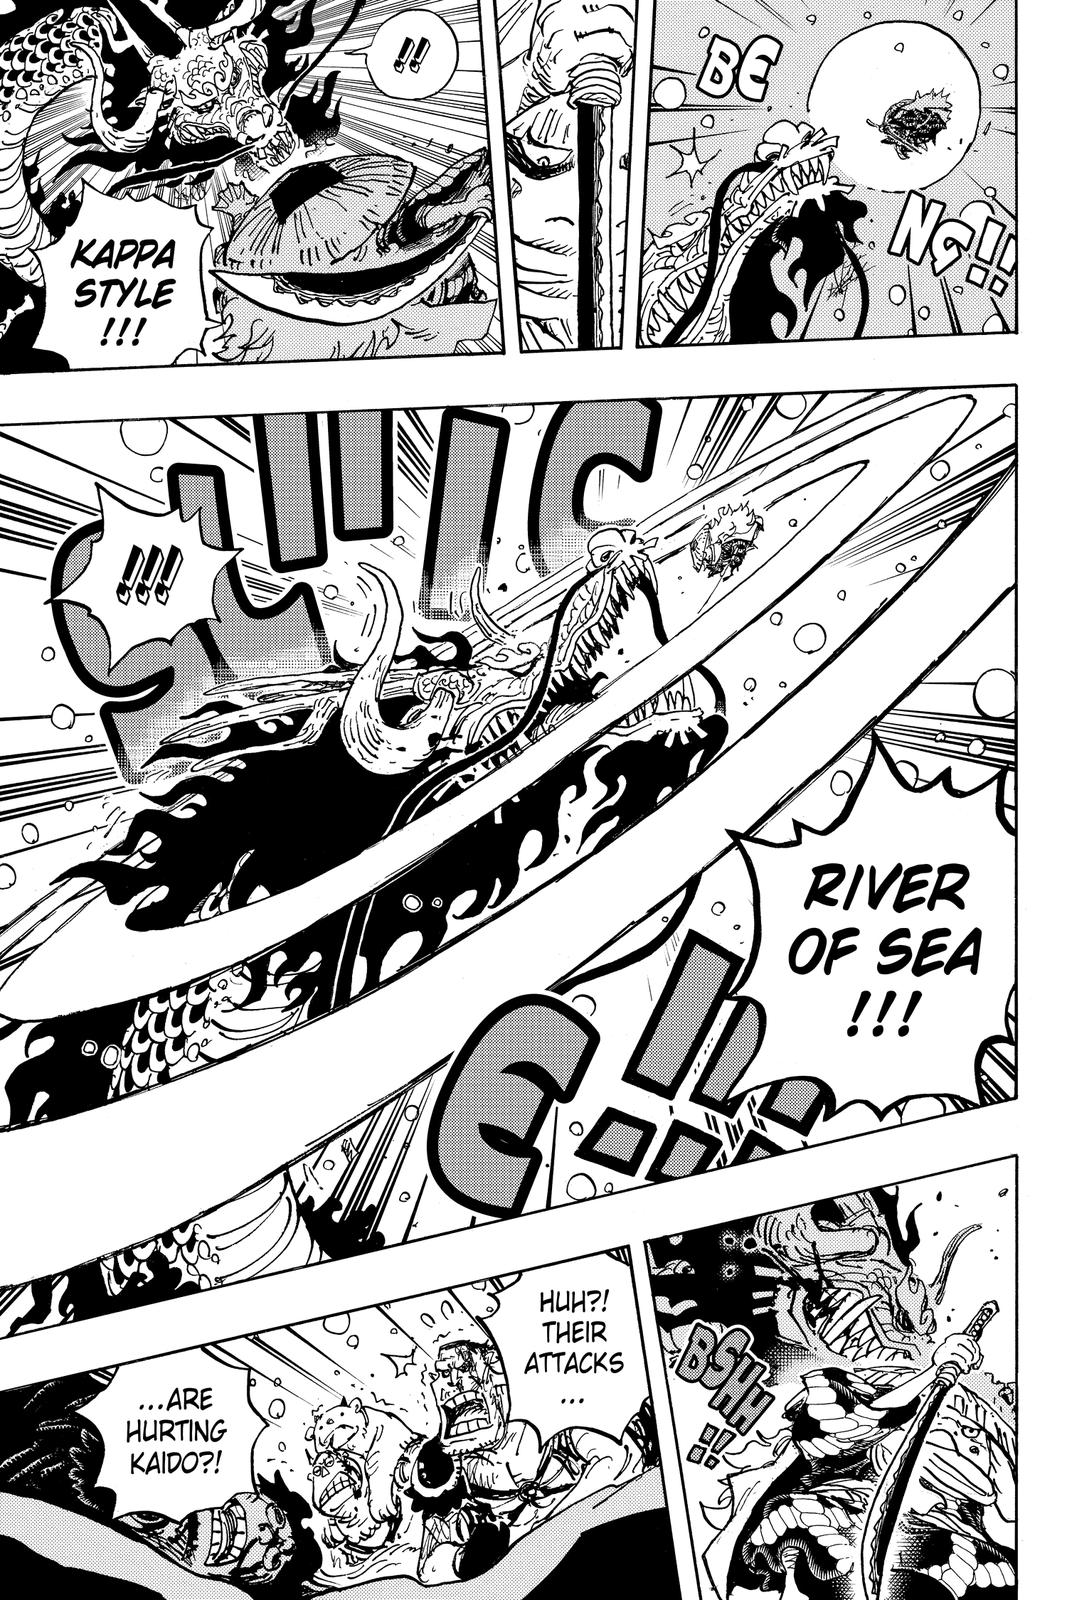 BE
NG!!
!!
KAPPA
STYLE
!!!
!!!
RIVER
OF SEA
!!!
BSHH
!!
HUH?!
THEIR
ATTACKS
...
...ARE
HURTING
KAIDO?!